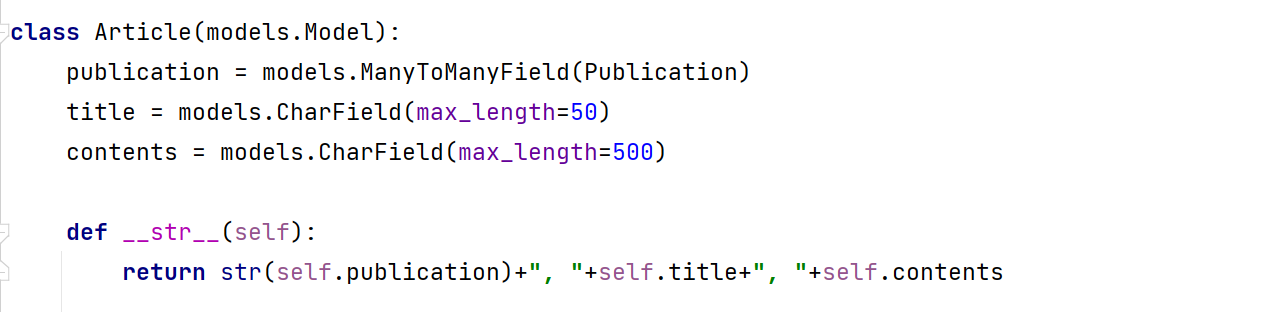 class Article(models.Model):
    publication = models.ManyToManyField(Publication)
    title = models.CharField(max_length=50)
    contents = models.CharField(max_length=500)

    def __str__(self):
        return str(self.publication)+", "+self.title+", "+self.contents